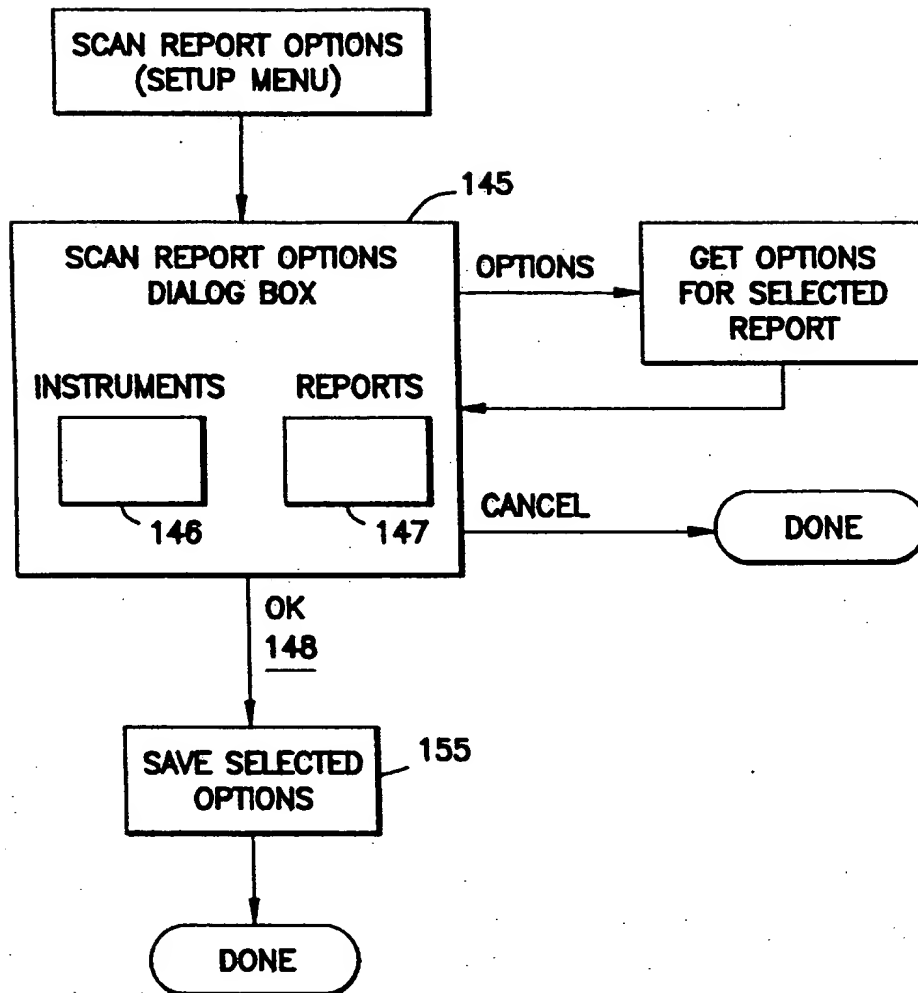 SCAN REPORT OPTIONS
(SETUP MENU)
145
SCAN REPORT OPTIONS
DIALOG BOX
OPTIONS
GET OPTIONS
FOR SELECTED
REPORT
INSTRUMENTS
REPORTS
146
147
CANCEL
DONE
OK
148
SAVE SELECTED
OPTIONS
155
DONE